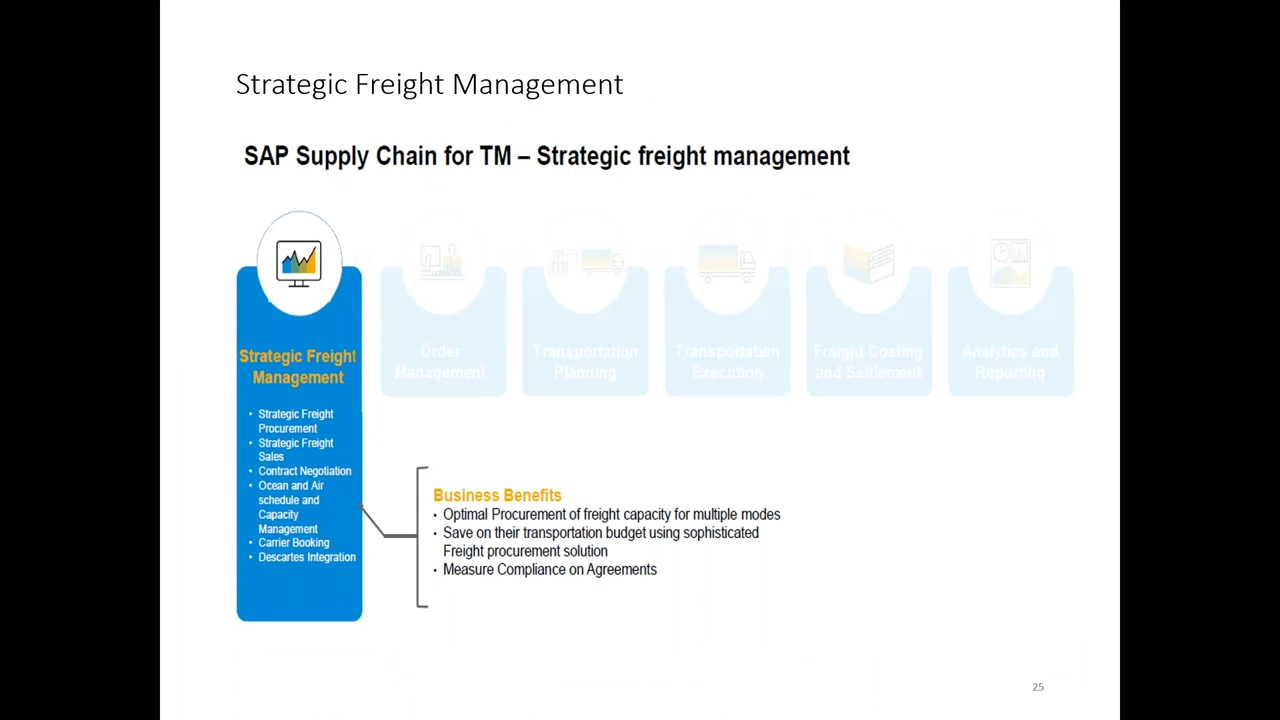 Strategic Freight Management
SAP Supply Chain for TM – Strategic freight management
Strategic Freight
Management
• Strategic Freight
Procurement
• Strategic Freight
Sales
• Contract Negotiation
• Ocean and Air
schedule and
Capacity
Management
• Carrier Booking
• Descartes Integration
Order
Management
Transportation
Planning
Transportation
Execution
Freight Costing
and Settlement
Analytics and
Reporting
Business Benefits
• Optimal Procurement of freight capacity for multiple modes
• Save on their transportation budget using sophisticated
Freight procurement solution
• Measure Compliance on Agreements
25